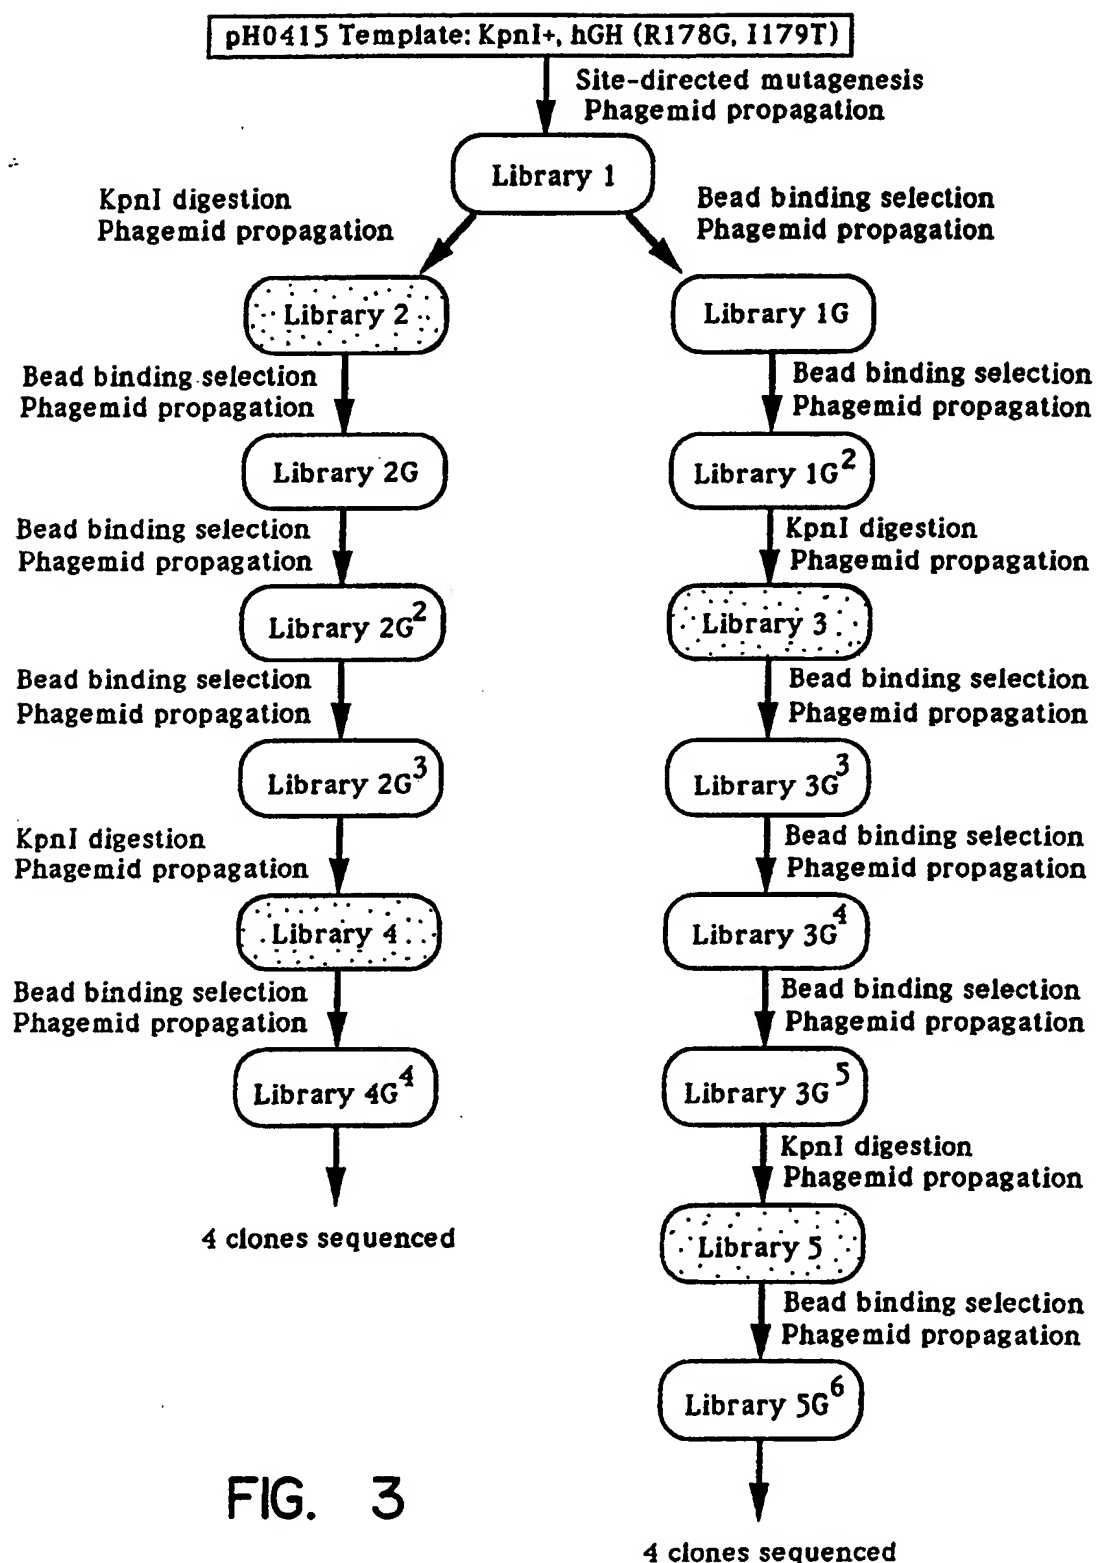 pH0415 Template: KpnI+, hGH (R178G, I179T)
Site-directed mutagenesis
Phagemid propagation
Library 1
KpnI digestion
Phagemid propagation
Bead binding selection
Phagemid propagation
Library 2
Library 1G
Bead binding selection
Phagemid propagation
Bead binding selection
Phagemid propagation
Library 2G
Library 1G²
Bead binding selection
Phagemid propagation
KpnI digestion
Phagemid propagation
Library 2G²
Library 3
Bead binding selection
Phagemid propagation
Bead binding selection
Phagemid propagation
Library 2G³
Library 3G³
KpnI digestion
Phagemid propagation
Bead binding selection
Phagemid propagation
Library 4
Library 3G⁴
Bead binding selection
Phagemid propagation
Bead binding selection
Phagemid propagation
Library 4G⁴
Library 3G⁵
KpnI digestion
Phagemid propagation
4 clones sequenced
Library 5
Bead binding selection
Phagemid propagation
Library 5G⁶
FIG. 3
4 clones sequenced